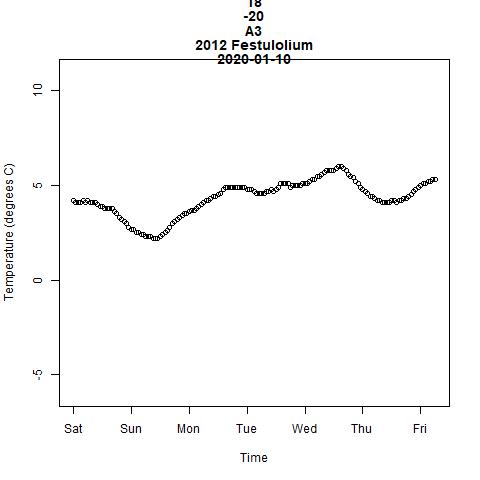 18
-20
A3
2012 Festulolium
2020-01-10
Temperature (degrees C)
10
5
0
-5
Sat Sun Mon Tue Wed Thu Fri
Time